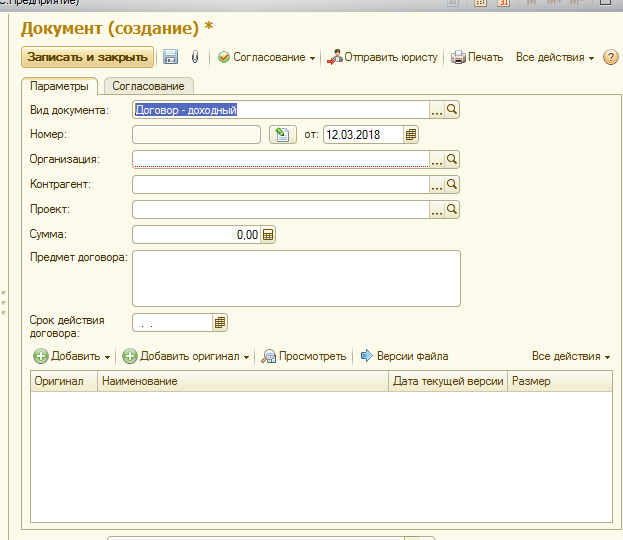 С:Предприятие)
M M+ M-
Документ (создание) *
Записать и закрыть Согласование Отправить юристу Печать Все действия ?
Параметры Согласование
Вид документа: Договор - доходный ...
Номер: от: 12.03.2018
Организация: ...
Контрагент: ...
Проект: ...
Сумма: 0,00
Предмет договора:
Срок действия . .
договора:
Добавить Добавить оригинал Просмотреть Версии файла Все действия
Оригинал Наименование Дата текущей версии Размер